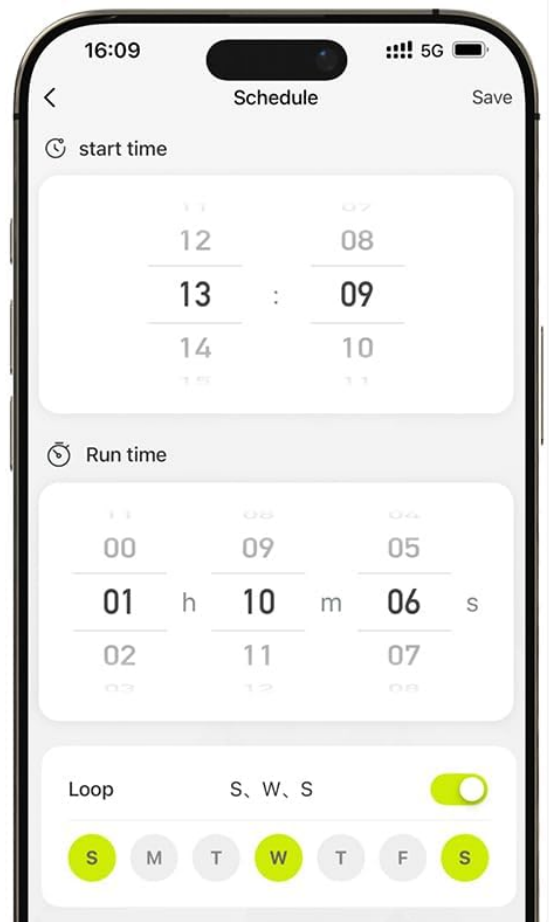 16:09 5G
Schedule Save
start time
12 08
13 : 09
14 10
Run time
00 09 05
01 h 10 m 06 s
02 11 07
Loop S、W、S
S M T W T F S